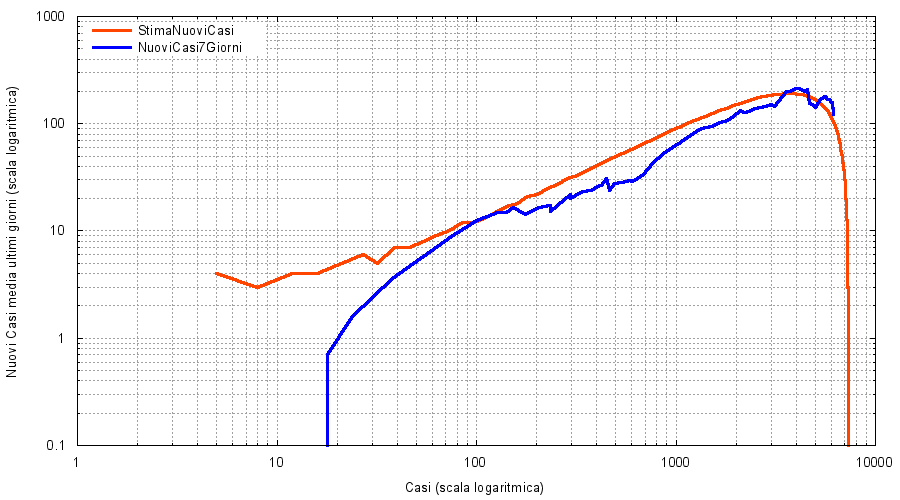 1000
100
10
1
0.1
StimaNuoviCasi
NuoviCasi7Giorni
Nuovi Casi media ultimi giorni (scala logaritmica)
1 10 100 1000 10000
Casi (scala logaritmica)